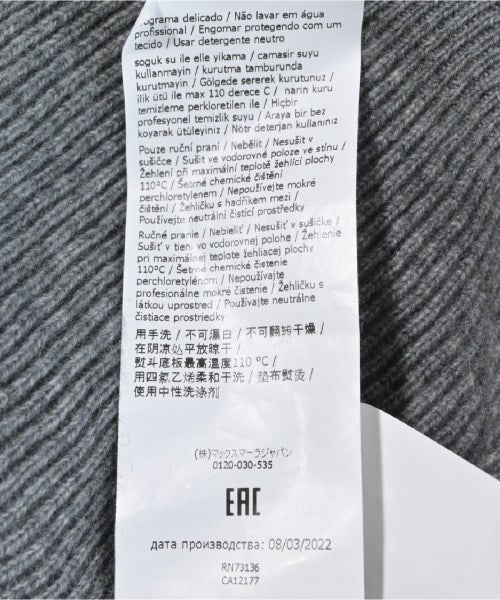 programa delicado / Não lavar em água
profissional / Engomar protegendo com um
tecido / Usar detergente neutro
soguk su ile elle yikama / camasir suyu
kullanmayin / kurutma tamburunda
kurutmayin / Gölgede sererek kurutunuz /
ilik ütü ile max 110 derece C / narin kuru
temizleme perkloretilen ile / Hiçbir
profesyonel temizlik suyu / Araya bir bez
koyarak ütüleyiniz / Nötr deterjan kullanınız
Pouze ruční praní / Nebělit / Nesušit v
sušičce / Sušit ve vodorovné poloze ve stínu /
Žehlení při maximální teplotě žehlící plochy
110°C / Šetrné chemické čištění
perchloretylenem / Nepoužívejte mokré
čištění / Žehličku s hadříkem mezi /
Používejte neutrální čisticí prostředky
Ručné pranie / Nebieliť / Nesušiť v sušičke /
Sušiť v tieni vo vodorovnej polohe / Žehlenie
pri maximálnej teplote žehliacej plochy
110°C / Šetrné chemické čistenie
perchloretylénom / Nepoužívajte
profesionálne mokré čistenie / Žehličku s
látkou uprostred / Používajte neutrálne
čistiace prostriedky
用手洗 / 不可漂白 / 不可翻转干燥 /
在阴凉处平放晾干 /
熨斗底板最高温度110 °C /
用四氯乙烯柔和干洗 / 垫布熨烫 /
使用中性洗涤剂
(株)マックスマーラジャパン
0120-030-535
EAC
дата производства: 08/03/2022
RN73136
CA12177